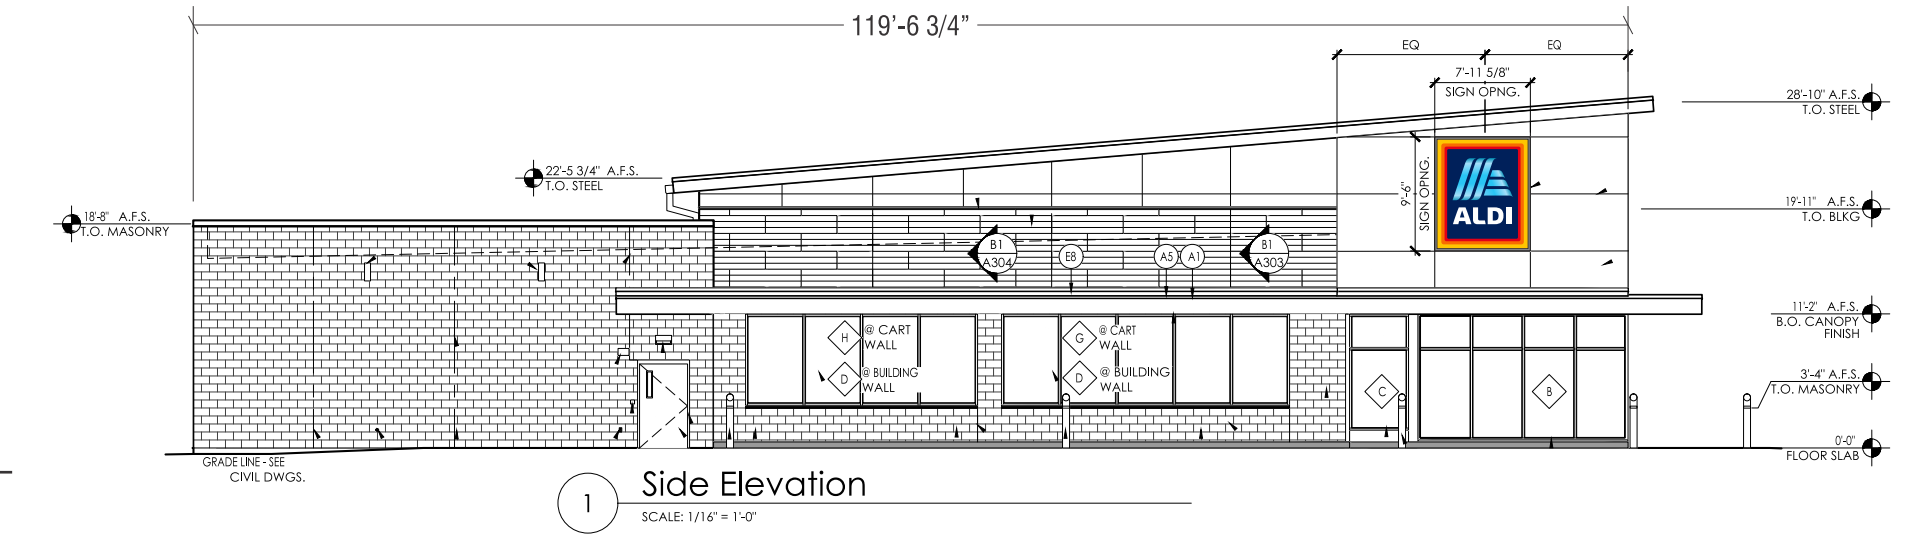 119’-6 3/4”
EQ
EQ
7'-11 5/8"
SIGN OPNG.
28'-10" A.F.S.
T.O. STEEL
9'-6"
SIGN OPNG.
ALDI
22'-5 3/4" A.F.S.
T.O. STEEL
18'-8" A.F.S.
T.O. MASONRY
19'-11" A.F.S.
T.O. BLKG
B1
A304
E8
A5
A1
B1
A303
11'-2" A.F.S.
B.O. CANOPY
FINISH
H
@ CART
WALL
D
@ BUILDING
WALL
G
@ CART
WALL
D
@ BUILDING
WALL
C
B
3'-4" A.F.S.
T.O. MASONRY
0'-0"
FLOOR SLAB
GRADE LINE - SEE
CIVIL DWGS.
1
Side Elevation
SCALE: 1/16" = 1'-0"